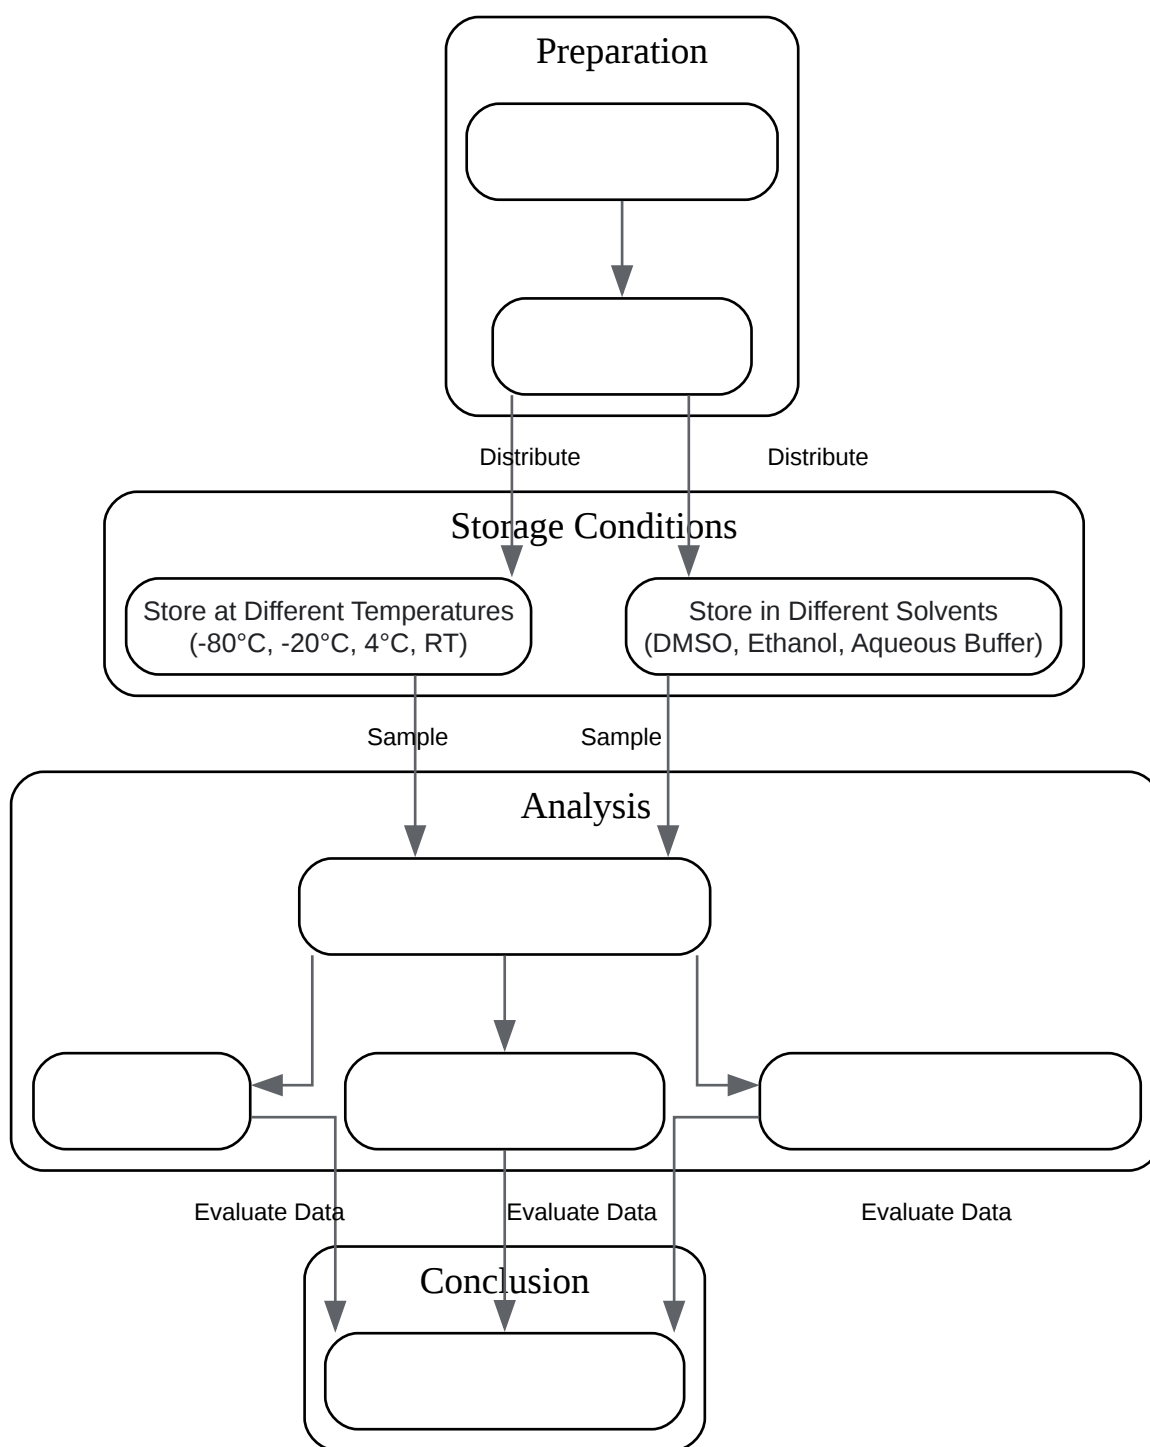 Preparation
Distribute
Distribute
Storage Conditions
Store at Different Temperatures
(-80°C, -20°C, 4°C, RT)
Store in Different Solvents
(DMSO, Ethanol, Aqueous Buffer)
Sample
Sample
Analysis
Evaluate Data
Evaluate Data
Evaluate Data
Conclusion